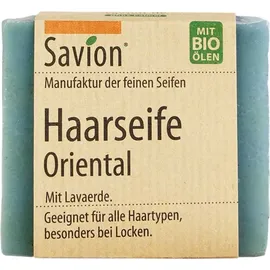 Savion®
MIT
BIO
ÖLEN
Manufaktur der feinen Seifen
Haarseife
Oriental
Mit Lavaerde.
Geeignet für alle Haartypen,
besonders bei Locken.